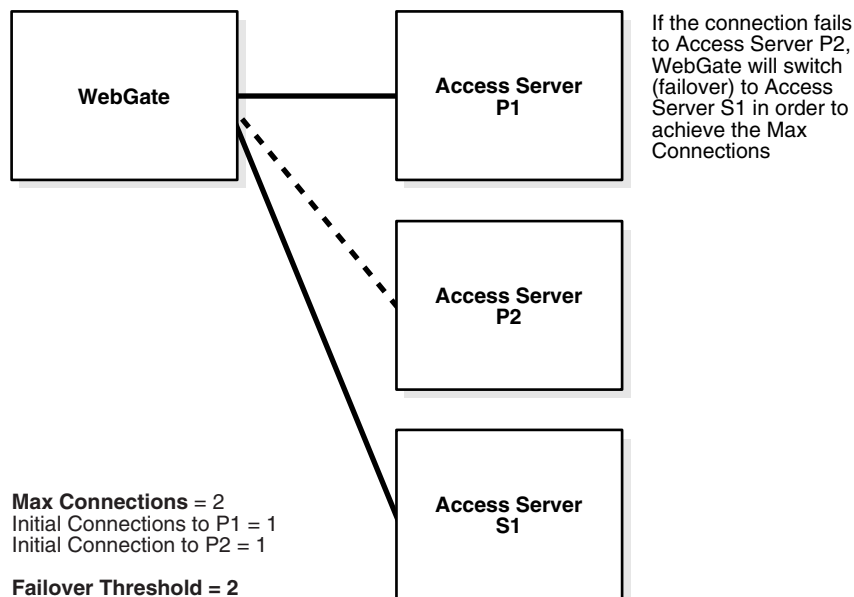 WebGate
Access Server
P1
If the connection fails
to Access Server P2,
WebGate will switch
(failover) to Access
Server S1 in order to
achieve the Max
Connections
Access Server
P2
Access Server
S1
Max Connections = 2
Initial Connections to P1 = 1
Initial Connection to P2 = 1
Failover Threshold = 2